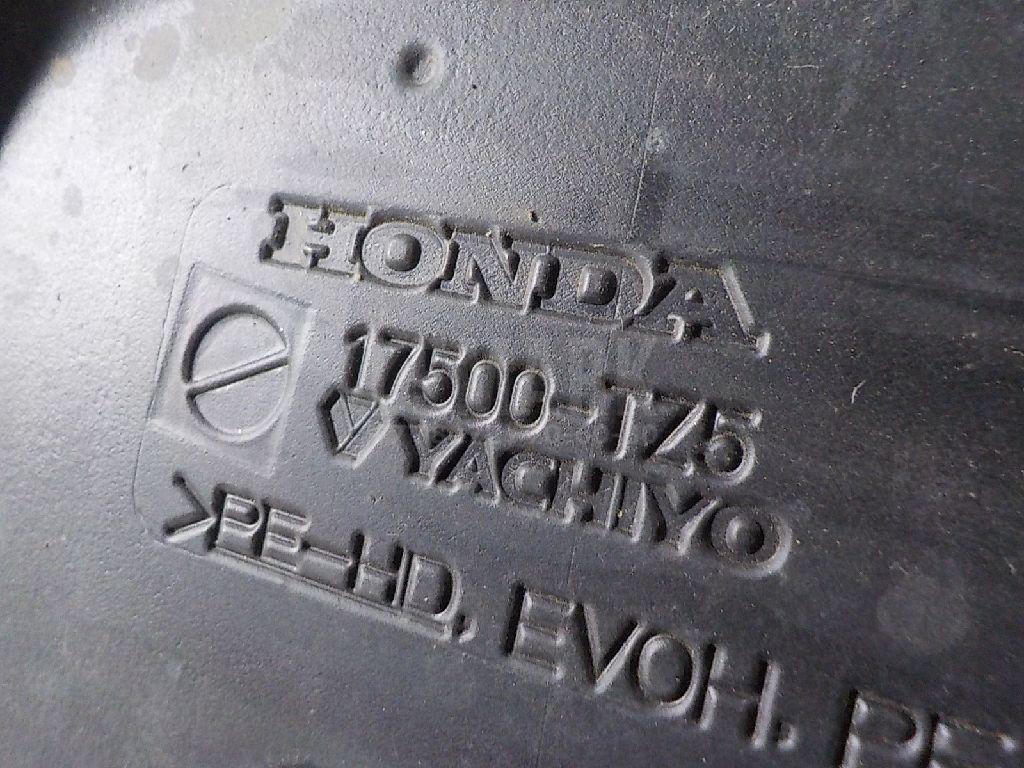 HONDA
17500-TZ5
YACHIYO
>PE-HD, EVOH, PE